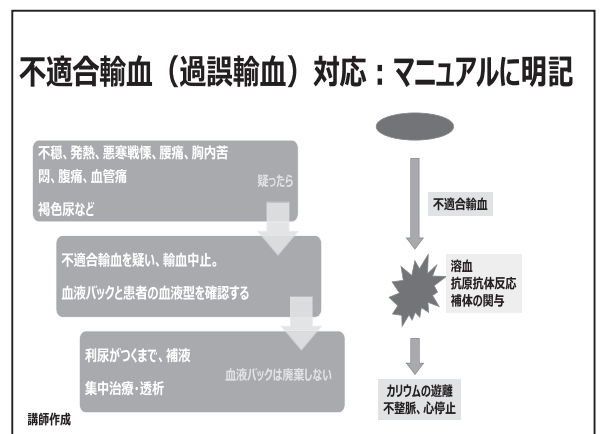 不適合輸血（過誤輸血）対応：マニュアルに明記
不穏、発熱、悪寒戦慄、腰痛、胸内苦
悶、腹痛、血管痛
疑ったら
褐色尿など
不適合輸血を疑い、輸血中止。
血液バックと患者の血液型を確認する
利尿がつくまで、補液
集中治療・透析
血液バックは廃棄しない
不適合輸血
溶血
抗原抗体反応
補体の関与
カリウムの遊離
不整脈、心停止
講師作成